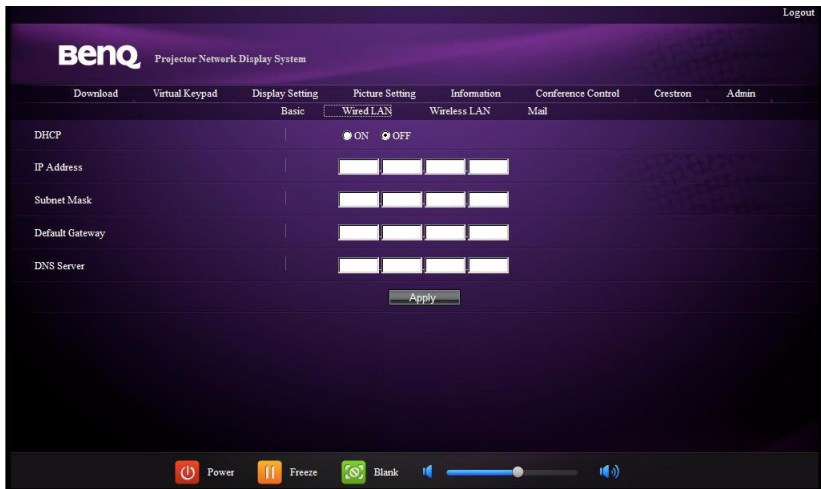 Logout
BenQ Projector Network Display System
Download Virtual Keypad Display Setting Picture Setting Information Conference Control Crestron Admin
Basic Wired LAN Wireless LAN Mail
DHCP ON OFF
IP Address
Subnet Mask
Default Gateway
DNS Server
Apply
Power Freeze Blank